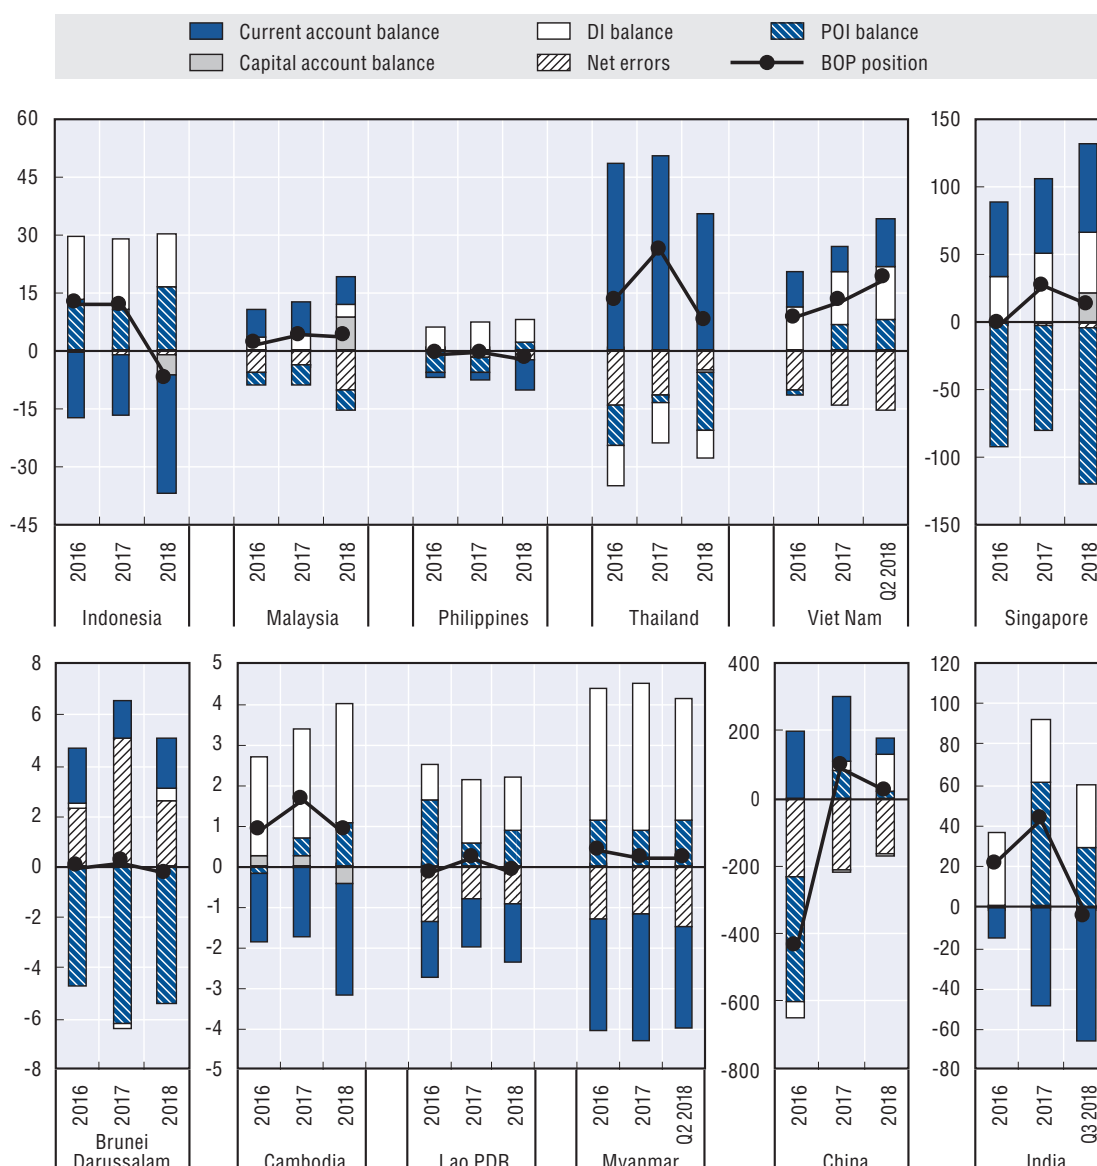 Current account balance DI balance POI balance
Capital account balance Net errors BOP position
60 150
45 100
30 50
15 0
0 -50
-15 -100
-30 -150
-45
2016 2017 2018 2016 2017 2018 2016 2017 2018 2016 2017 2018 2016 2017 Q2 2018 2016 2017 2018
Indonesia Malaysia Philippines Thailand Viet Nam Singapore
8 5 400 120
6 4 200 100
4 3 0 80
2 2 -200 60
0 1 -400 40
-2 0 -600 20
-4 -1 -800 0
-6 -2 -20
-8 -3 -40
-4 -60
-5 -80
2016 2017 2018 2016 2017 2018 2016 2017 2018 2016 2017 Q2 2018 2016 2017 2018 2016 2017 Q3 2018
Brunei
Darussalam Cambodia Lao PDR Myanmar China India